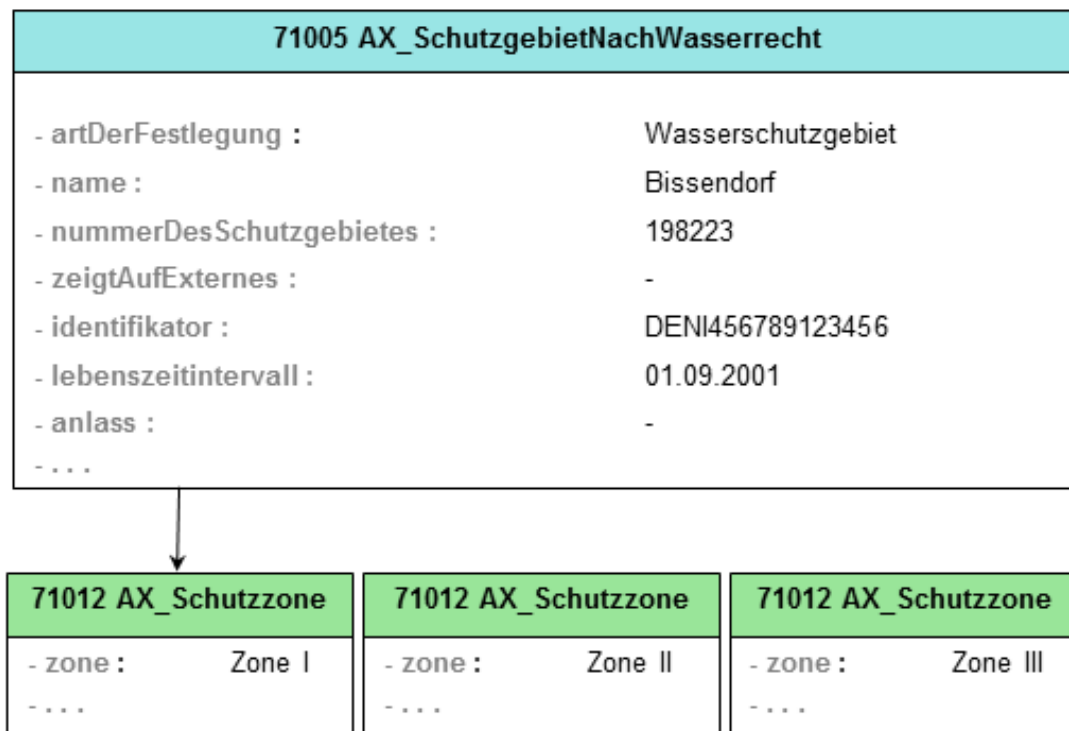 71005 AX_SchutzgebietNachWasserrecht
- artDerFestlegung : Wasserschutzgebiet
- name : Bissendorf
- nummerDesSchutzgebietes : 198223
- zeigtAufExternes : -
- identifikator : DENI456789123456
- lebenszeitintervall : 01.09.2001
- anlass : -
- . . .
71012 AX_Schutzzone
- zone : Zone I
- . . .
71012 AX_Schutzzone
- zone : Zone II
- . . .
71012 AX_Schutzzone
- zone : Zone III
- . . .